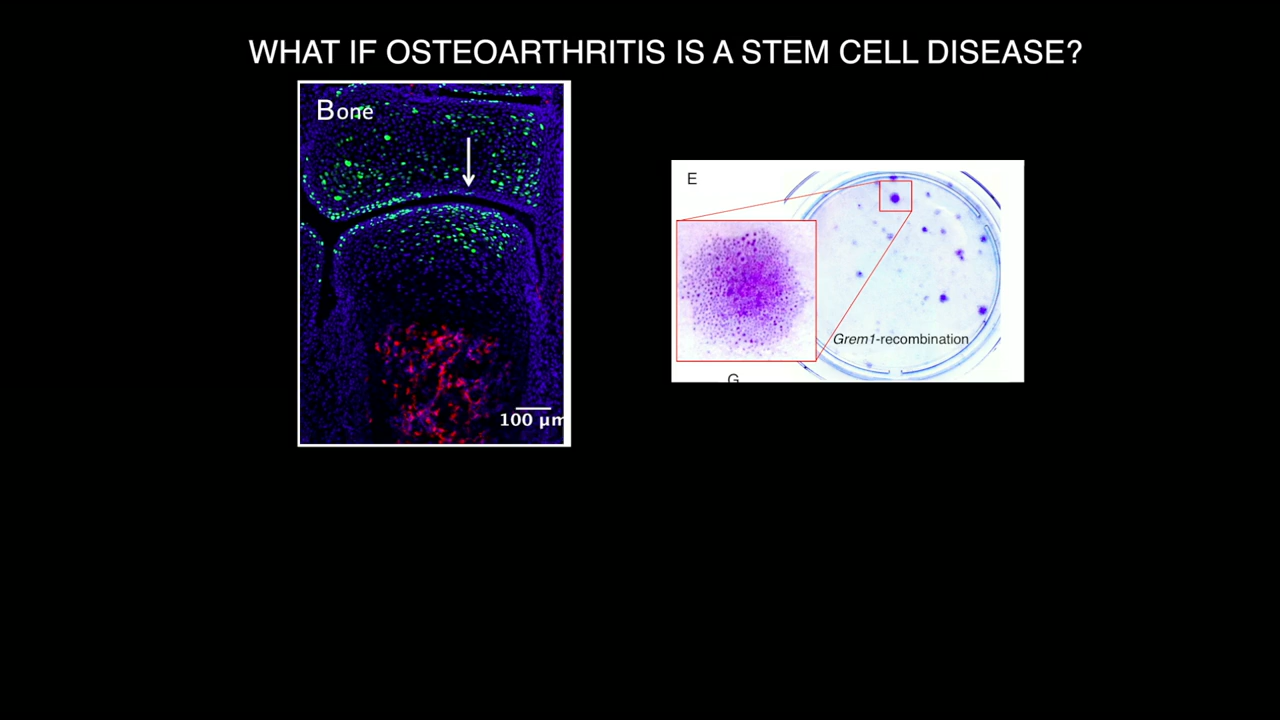 WHAT IF OSTEOARTHRITIS IS A STEM CELL DISEASE?
Bone
100 µm
E
Grem1-recombination
G